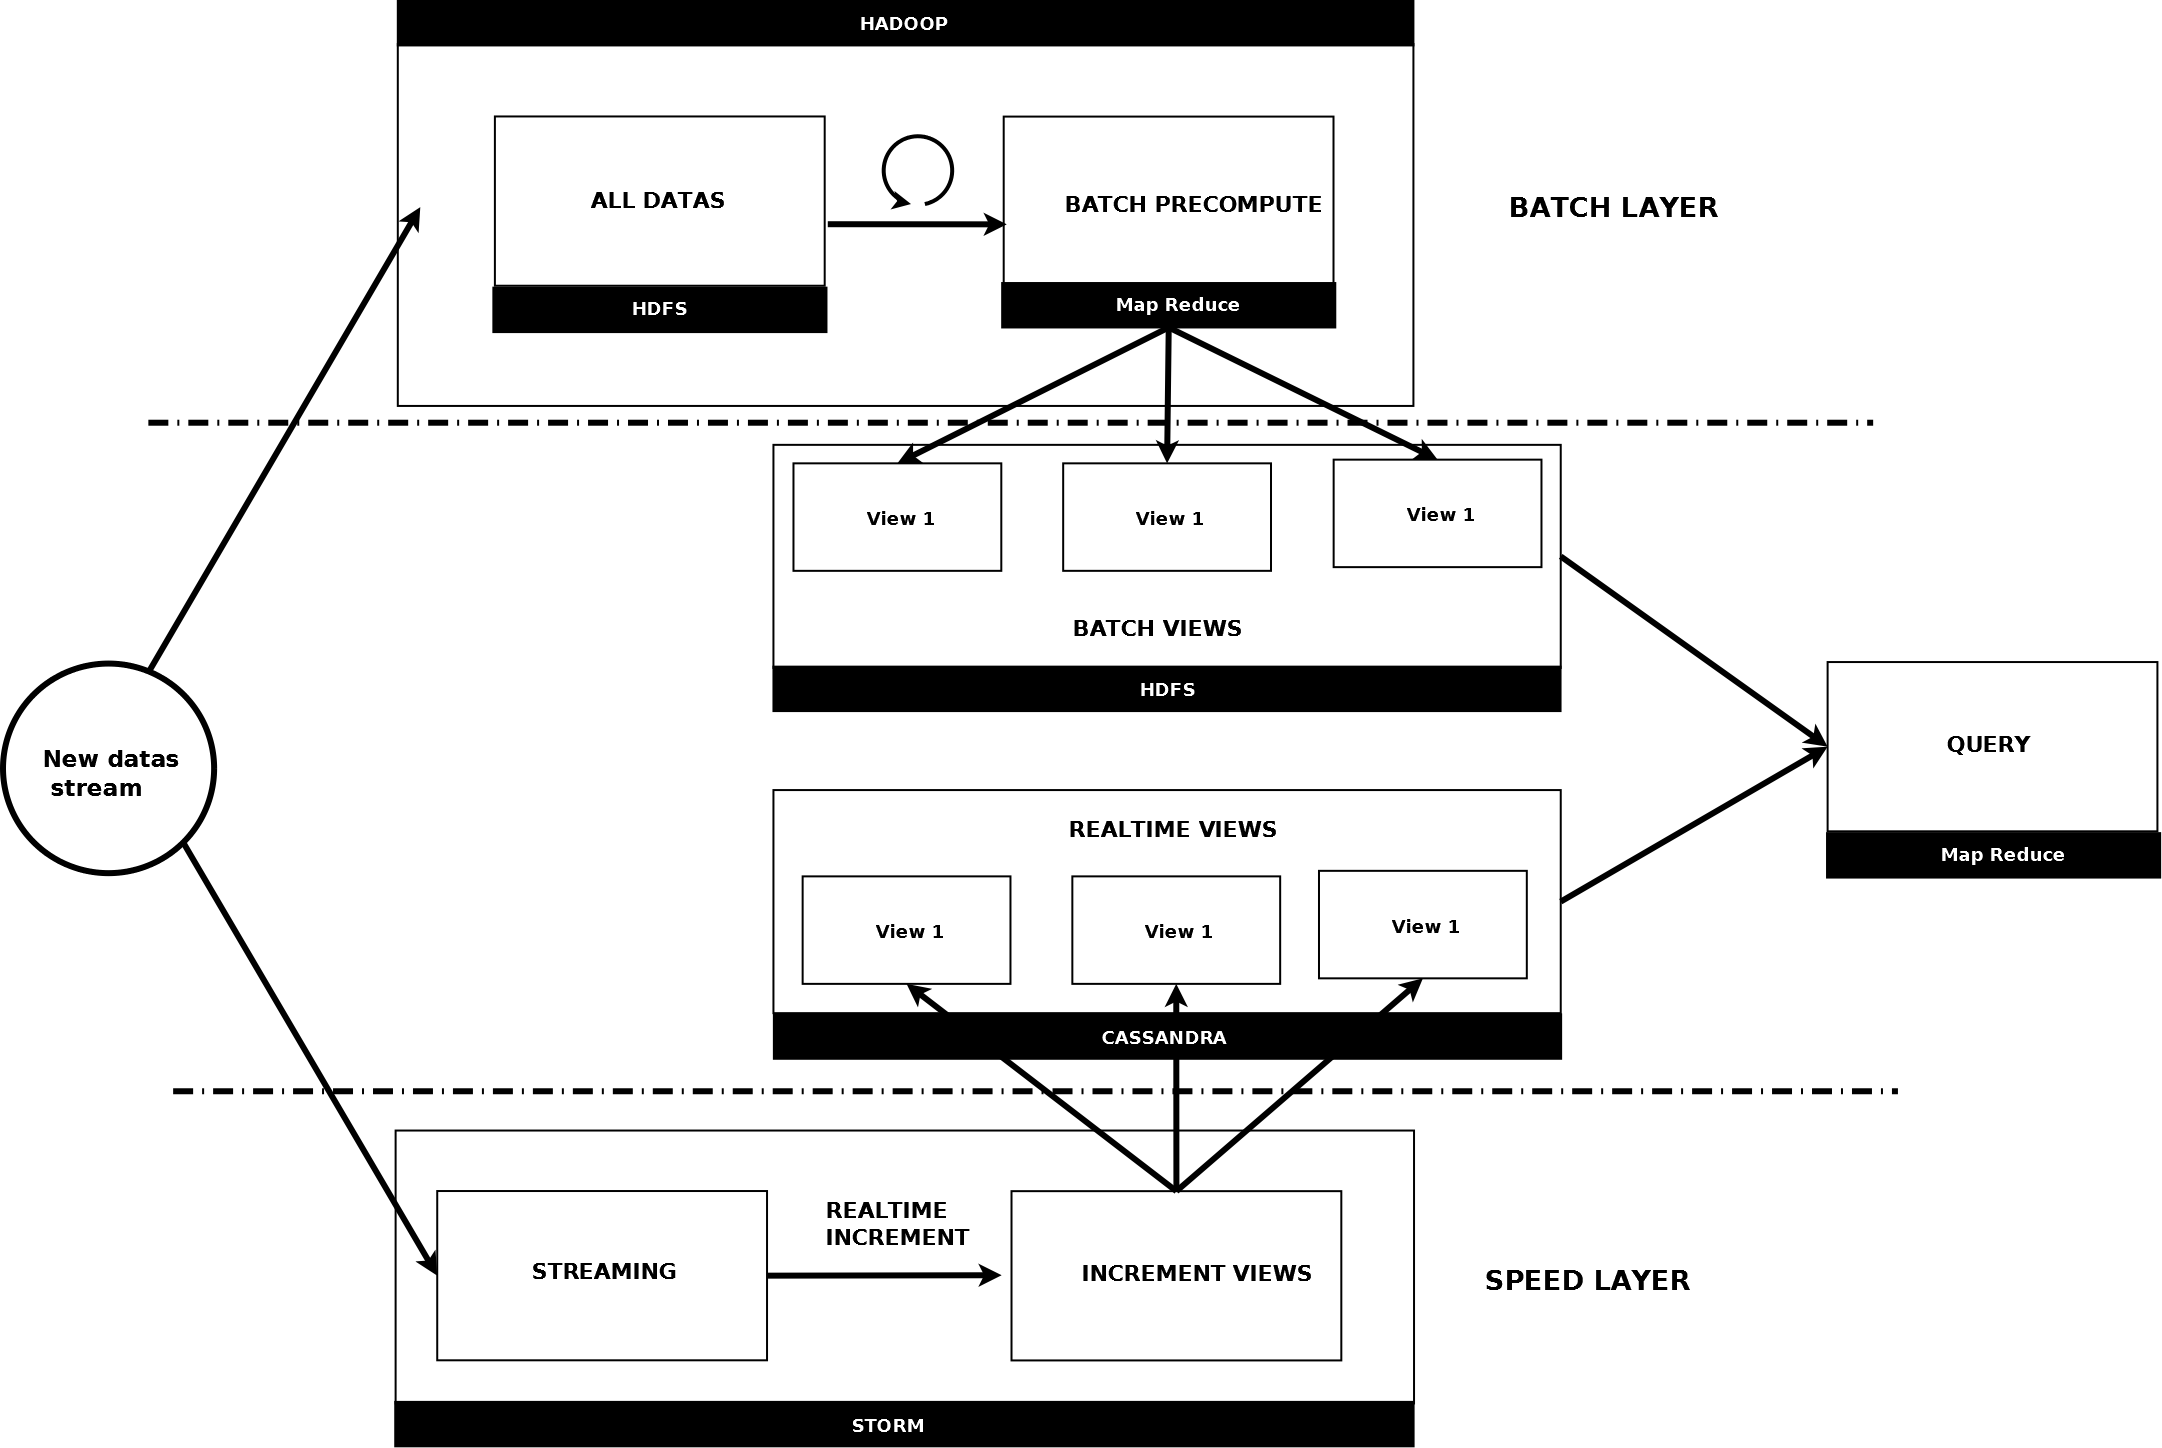 HADOOP
ALL DATAS
BATCH PRECOMPUTE
BATCH LAYER
HDFS
Map Reduce
View 1
View 1
View 1
BATCH VIEWS
HDFS
New datas
stream
QUERY
Map Reduce
REALTIME VIEWS
View 1
View 1
View 1
CASSANDRA
STREAMING
REALTIME
INCREMENT
INCREMENT VIEWS
SPEED LAYER
STORM